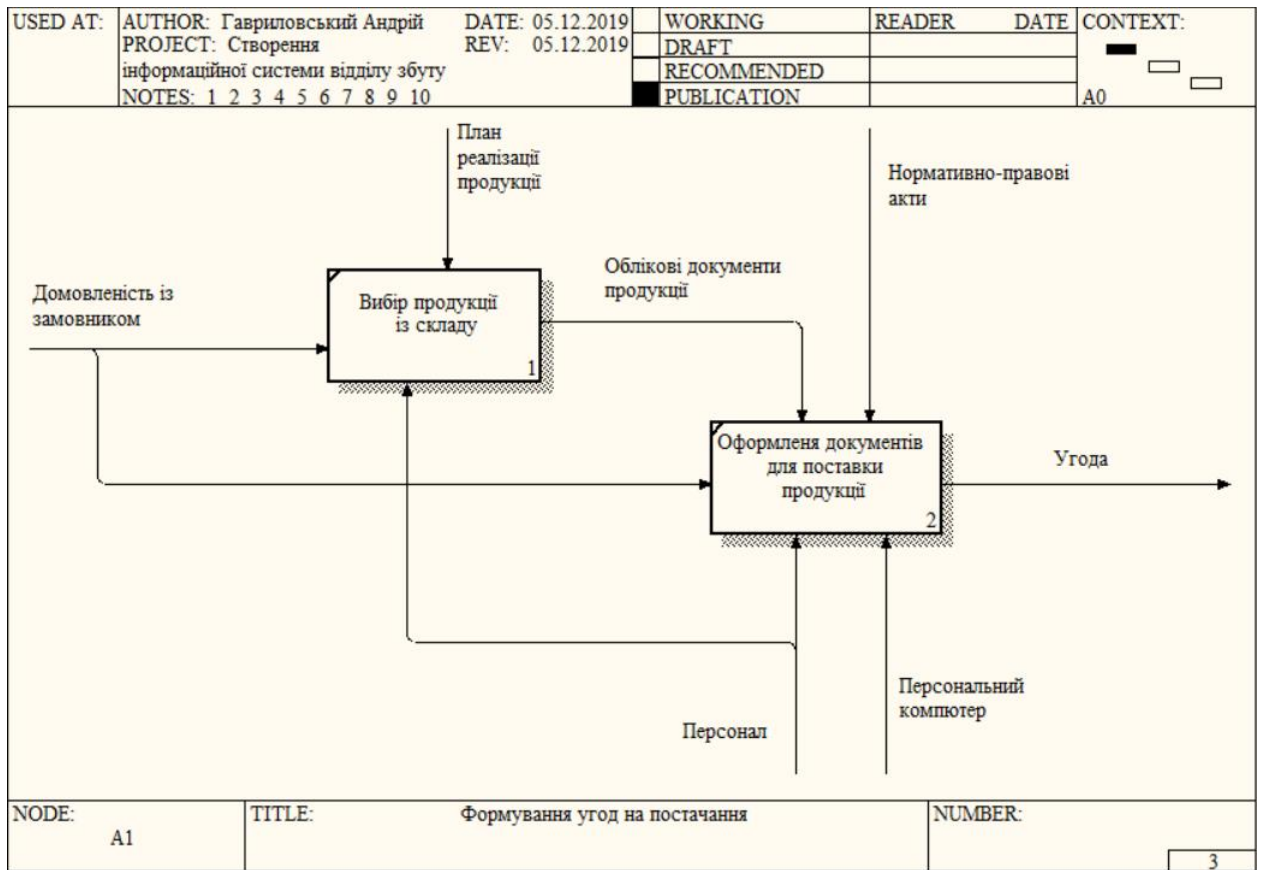 USED AT:
AUTHOR: Гавриловський Андрій
DATE: 05.12.2019
PROJECT: Створення
REV: 05.12.2019
інформаційної системи відділу збуту
NOTES: 1 2 3 4 5 6 7 8 9 10
WORKING
DRAFT
RECOMMENDED
PUBLICATION
READER DATE
CONTEXT:
A0
План
реалізації
продукції
Нормативно-правові
акти
Домовленість із
замовником
Вибір продукції
із складу
1
Облікові документи
продукції
Оформленя документів
для поставки
продукції
2
Угода
Персонал
Персональний
компютер
NODE:
A1
TITLE:
Формування угод на постачання
NUMBER:
3